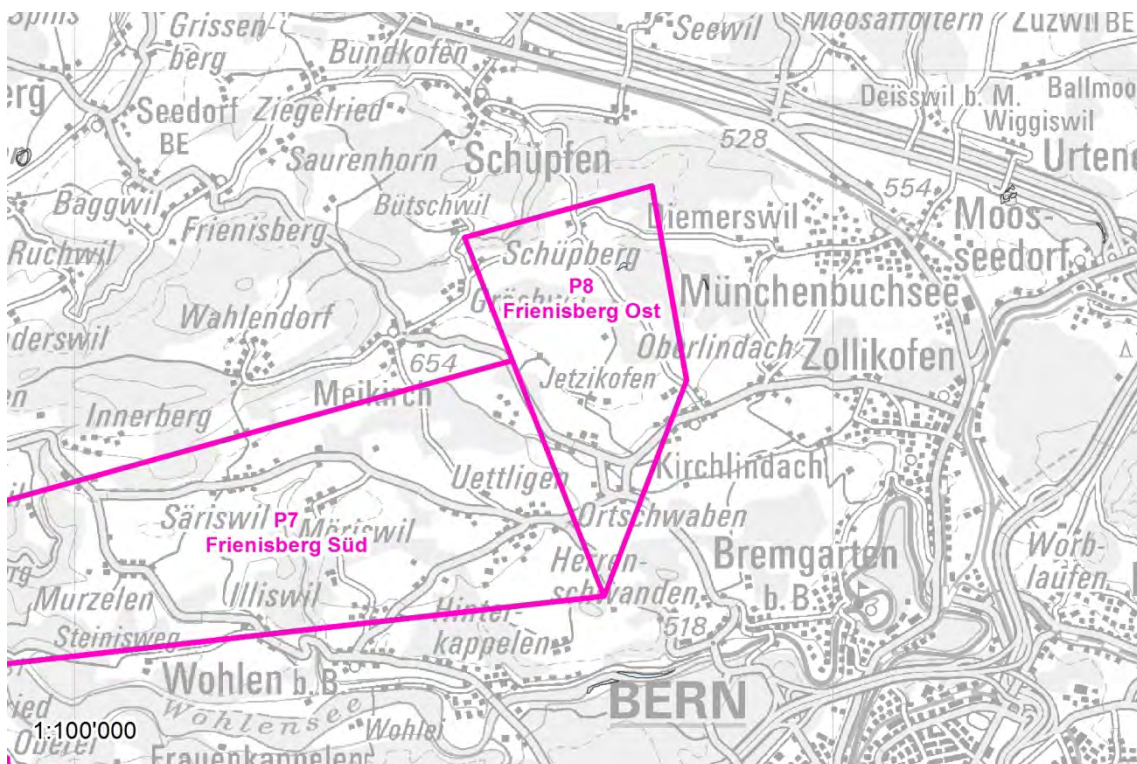 Grissen-
berg
Bundkofen
Seewil
Moosaffoltern
Zuzwil BE
Seedorf
BE
Ziegelried
Deisswil b. M.
Wiggiswil
528
Saurenhorn
Schüpfen
554
Baggwil
Bütschwil
Diemerswil
Moos-
seedorf
Frienisberg
Ruchwil
Schüpberg
P8
Frienisberg Ost
Münchenbuchsee
Wahlendorf
Oberlindach
Zollikofen
654
Jetzikofen
Meikirch
Innerberg
Uettligen
Kirchlindach
Säriswil
P7
Frienisberg Süd
Möriswil
Ortschwaben
Herren-
schwanden
Bremgarten
b. B.
Worb-
laufen
Illiswil
Murzelen
Hinter-
kappelen
Steinisweg
518
Wohlen b. B.
BERN
Wohlensee
Wohlei
1:100'000
Frauenkappelen